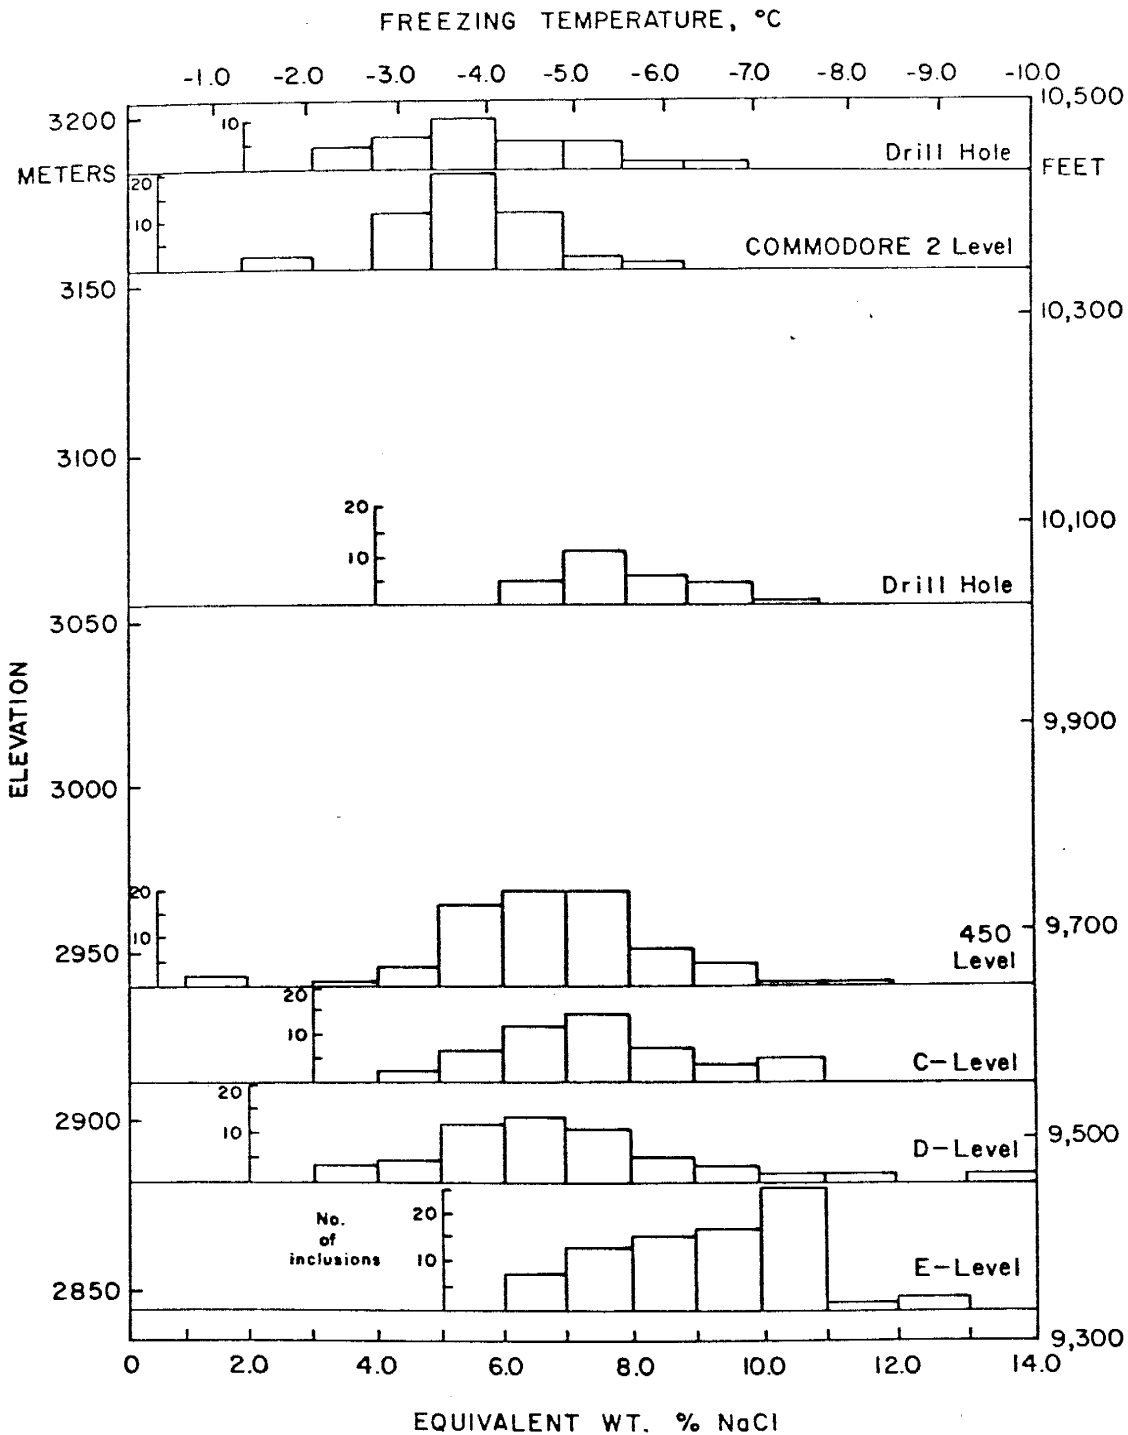 FREEZING TEMPERATURE, °C
-1.0 -2.0 -3.0 -4.0 -5.0 -6.0 -7.0 -8.0 -9.0 -10.0
10,500
3200
10
Drill Hole
METERS
FEET
20
10
COMMODORE 2 Level
3150
10,300
3100
20
10,100
10
Drill Hole
3050
ELEVATION
9,900
3000
20
10
450
9,700
2950
Level
20
10
C-Level
20
2900
10
9,500
D-Level
No.
of
inclusions
20
10
E-Level
2850
9,300
0 2.0 4.0 6.0 8.0 10.0 12.0 14.0
EQUIVALENT WT. % NaCl